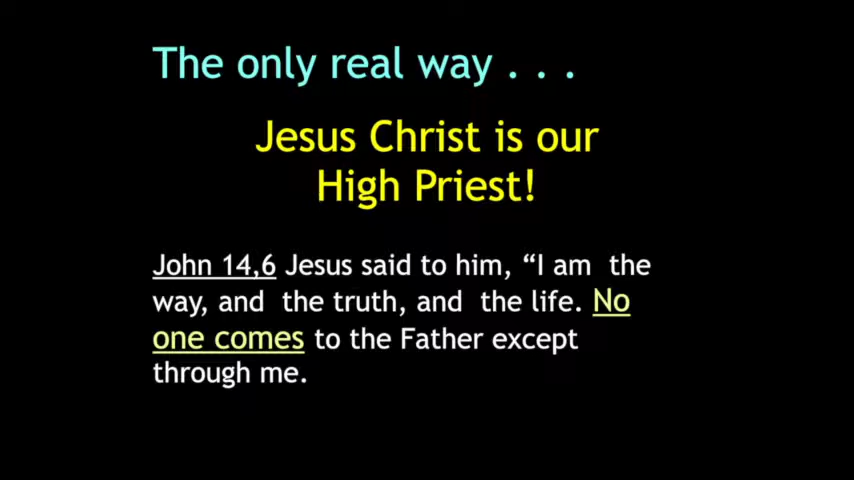 The only real way . . .
Jesus Christ is our
High Priest!
John 14,6 Jesus said to him, “I am  the
way, and  the truth, and  the life. No
one comes to the Father except
through me.